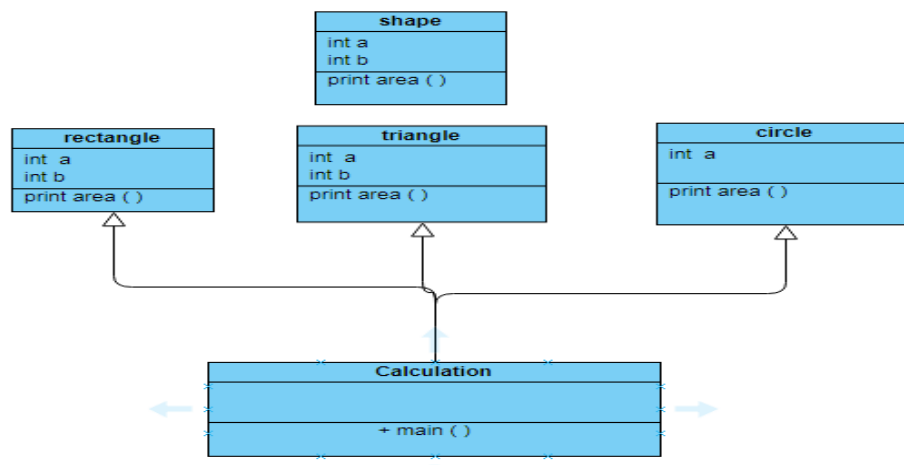 shape
int a
int b
print area ( )
rectangle
int a
int b
print area ( )
triangle
int a
int b
print area ( )
circle
int a
print area ( )
Calculation
+ main ( )